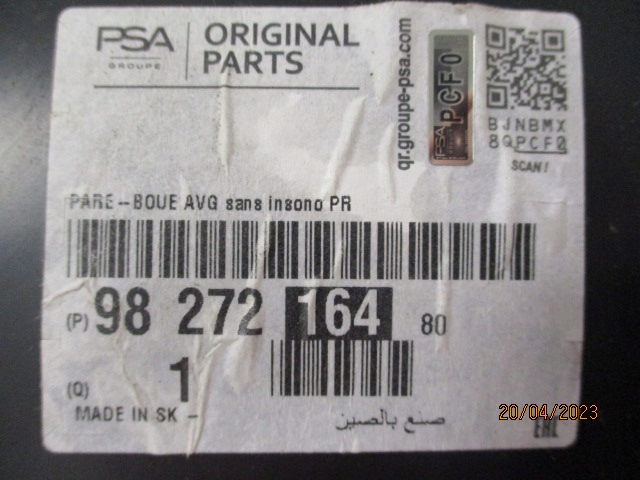 PSA
GROUPE
ORIGINAL
PARTS
qr.groupe-psa.com
PSA PCF0
BJNBMX
8QPCF0
SCAN!
PARE-BOUE AVG sans insono PR
(P) 98 272 164 80
(Q) 1
MADE IN SK -
صنع بالصين
EAC
20/04/2023